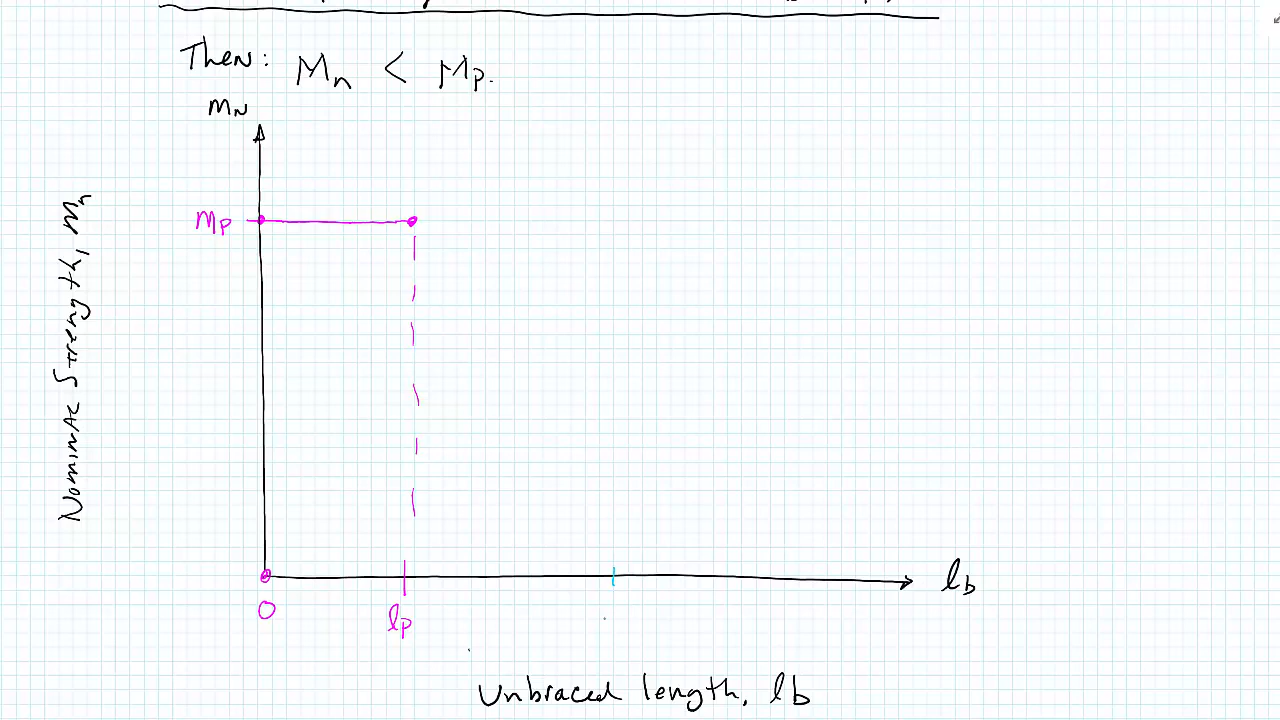 Then: Mn < Mp.
MN
Mp
Nominal Strength, Mn
lb
0
lp
Unbraced length, lb